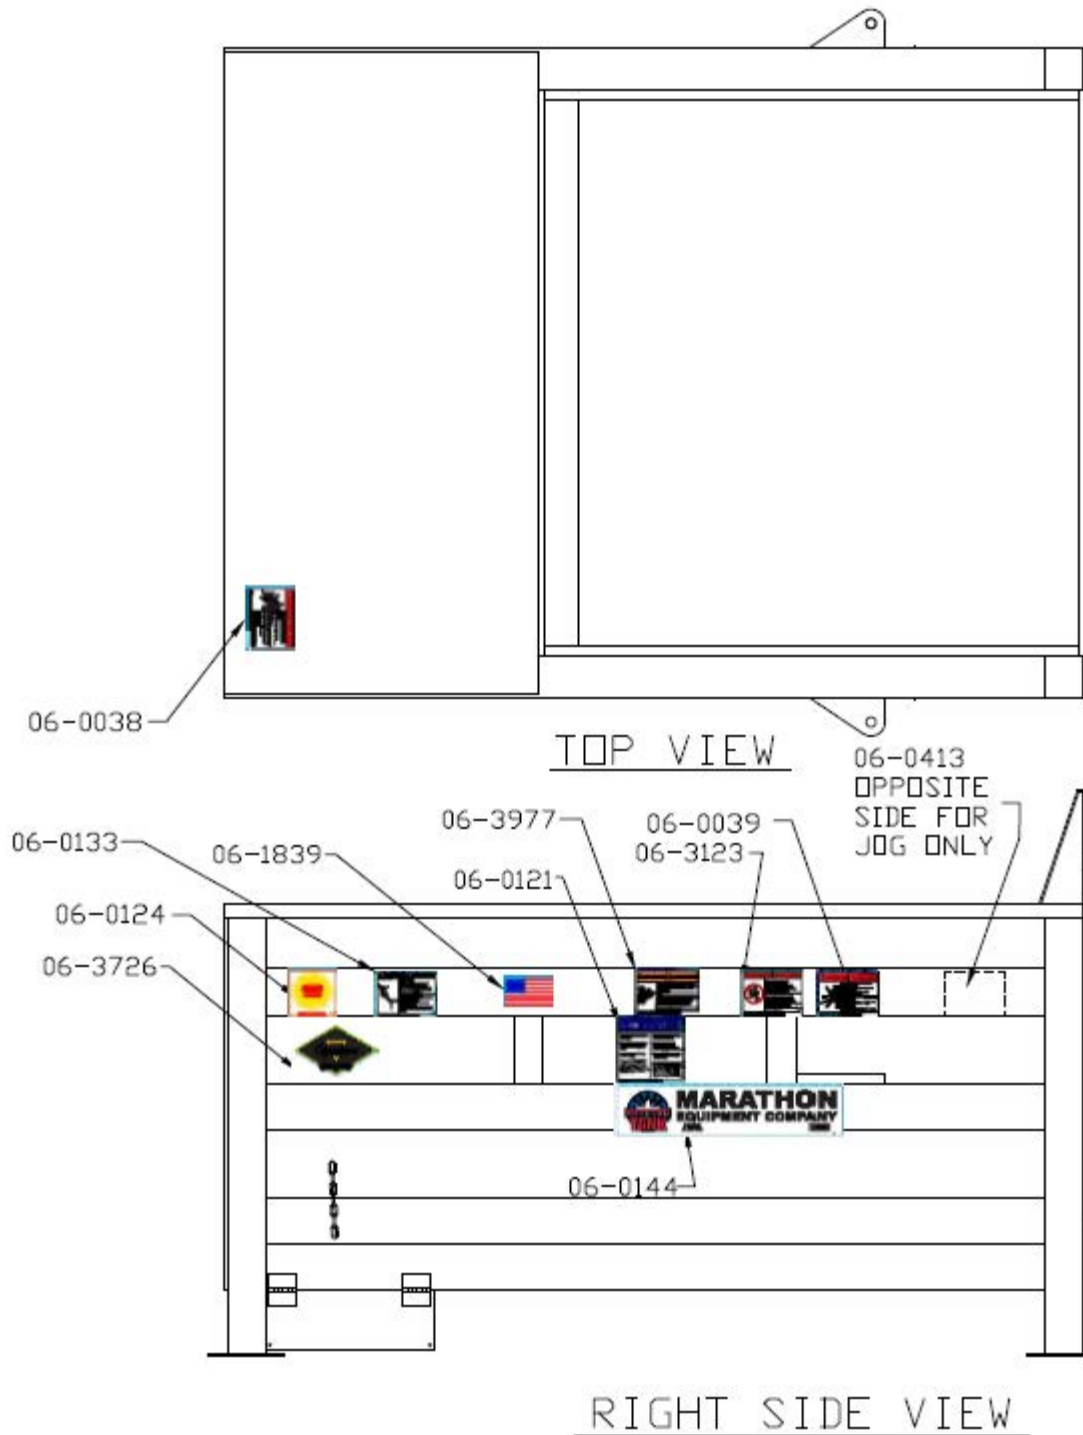 06-0038
TOP VIEW
06-0413
OPPOSITE
SIDE FOR
JOG ONLY
06-3977
06-0039
06-0133
06-1839
06-3123
06-0121
06-0124
06-3726
MARATHON
EQUIPMENT COMPANY
06-0144
RIGHT SIDE VIEW